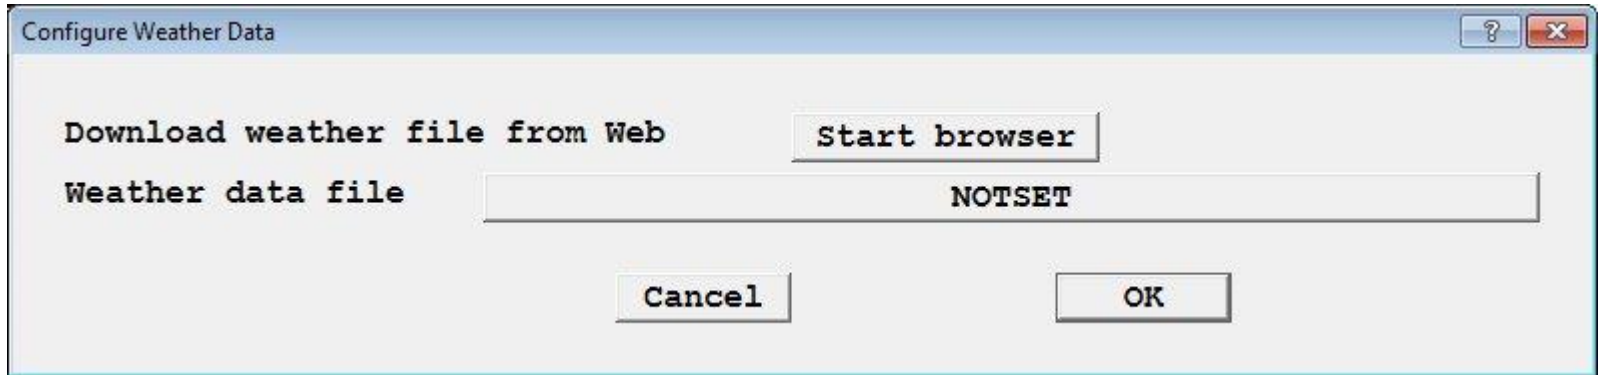 Configure Weather Data
?
Download weather file from Web Start browser
Weather data file NOTSET
Cancel OK